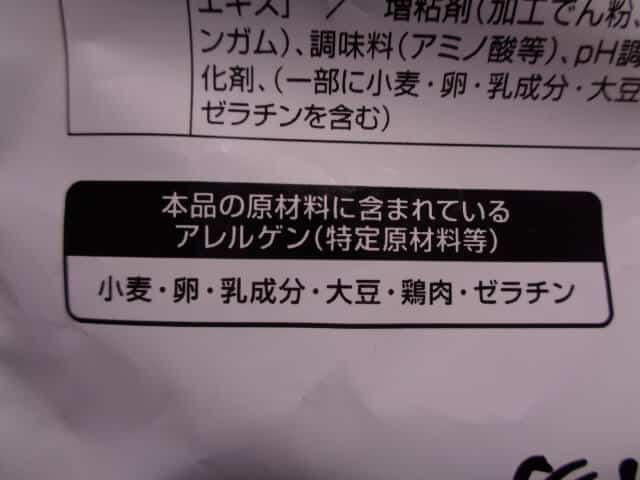 エキス」 / 増粘剤(加工でん粉、
ンガム)、調味料(アミノ酸等)、pH調
化剤、(一部に小麦・卵・乳成分・大豆
ゼラチンを含む)
本品の原材料に含まれている
アレルゲン(特定原材料等)
小麦・卵・乳成分・大豆・鶏肉・ゼラチン